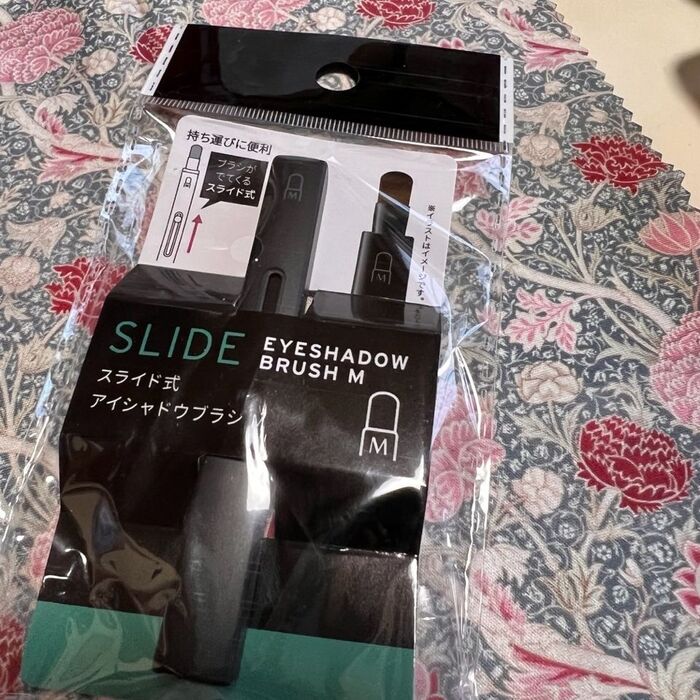 持ち運びに便利
ブラシが
でてくる
スライド式
M
M
※イラストはイメージです。
M
SLIDE EYESHADOW
BRUSH M
スライド式
アイシャドウブラシ
M